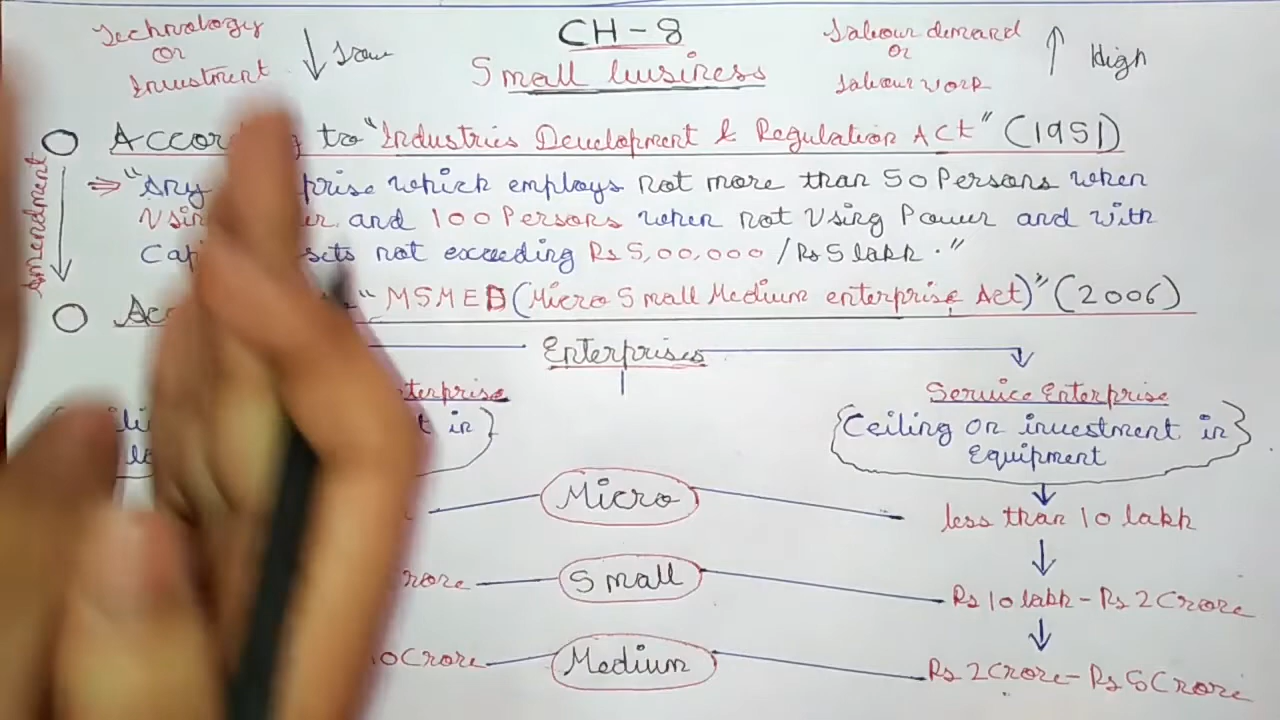 CH-8
Small business
Technology
or
Investment
Low
Labour demand
or
Labour work
High
Amendment
to "Industries Development & Regulation Act" (1951)
"Any which employs not more than 50 Persons when
and 100 Persons when not Using Power and with
not exceeding Rs 5,00,000 / Rs 5 lakh."
"MSMED (Micro Small Medium enterprise Act)" (2006)
Enterprises
Service Enterprise
Ceiling on investment in
Equipment
in
Micro
less than 10 lakh
Small
Rs 10 lakh - Rs 2 Crore
Crore
Medium
Rs 2 Crore - Rs 5 Crore